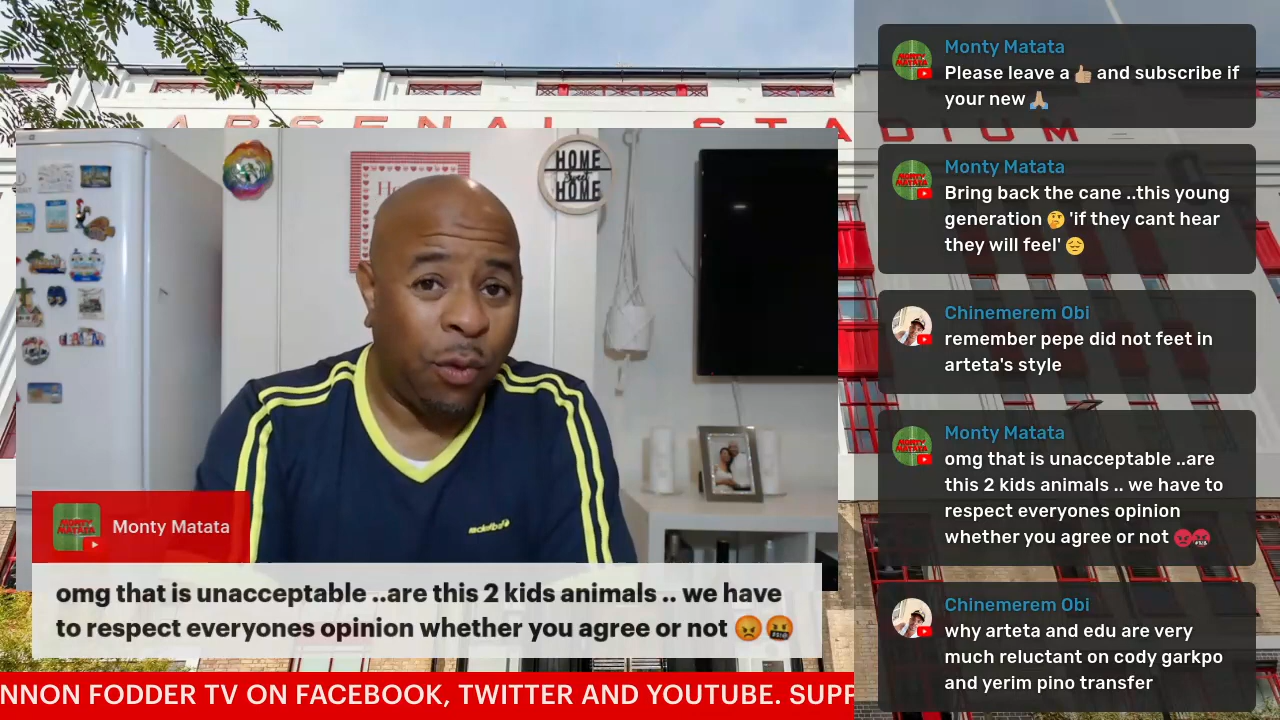 ARSENAL STADIUM
HOME
Sweet
HOME
Monty Matata
omg that is unacceptable ..are this 2 kids animals .. we have
to respect everyones opinion whether you agree or not 😡🤬
NNON FODDER TV ON FACEBOOK, TWITTER AND YOUTUBE. SUPP
Monty Matata
Please leave a 👍🏽 and subscribe if
your new 🙏🏽
Monty Matata
Bring back the cane ..this young
generation 🤔 'if they cant hear
they will feel' 😔
Chinemerem Obi
remember pepe did not feet in
arteta's style
Monty Matata
omg that is unacceptable ..are
this 2 kids animals .. we have to
respect everyones opinion
whether you agree or not 😡🤬
Chinemerem Obi
why arteta and edu are very
much reluctant on cody garkpo
and yerim pino transfer